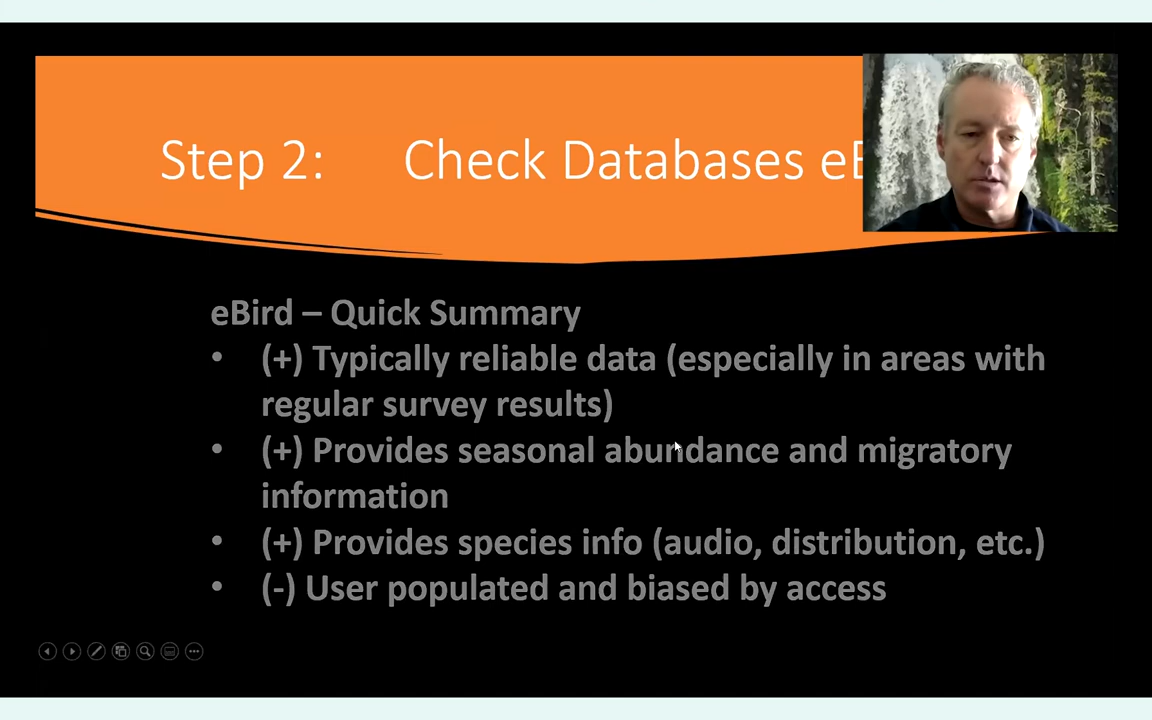 Step 2: Check Databases
eBird – Quick Summary
• (+) Typically reliable data (especially in areas with
regular survey results)
• (+) Provides seasonal abundance and migratory
information
• (+) Provides species info (audio, distribution, etc.)
• (-) User populated and biased by access